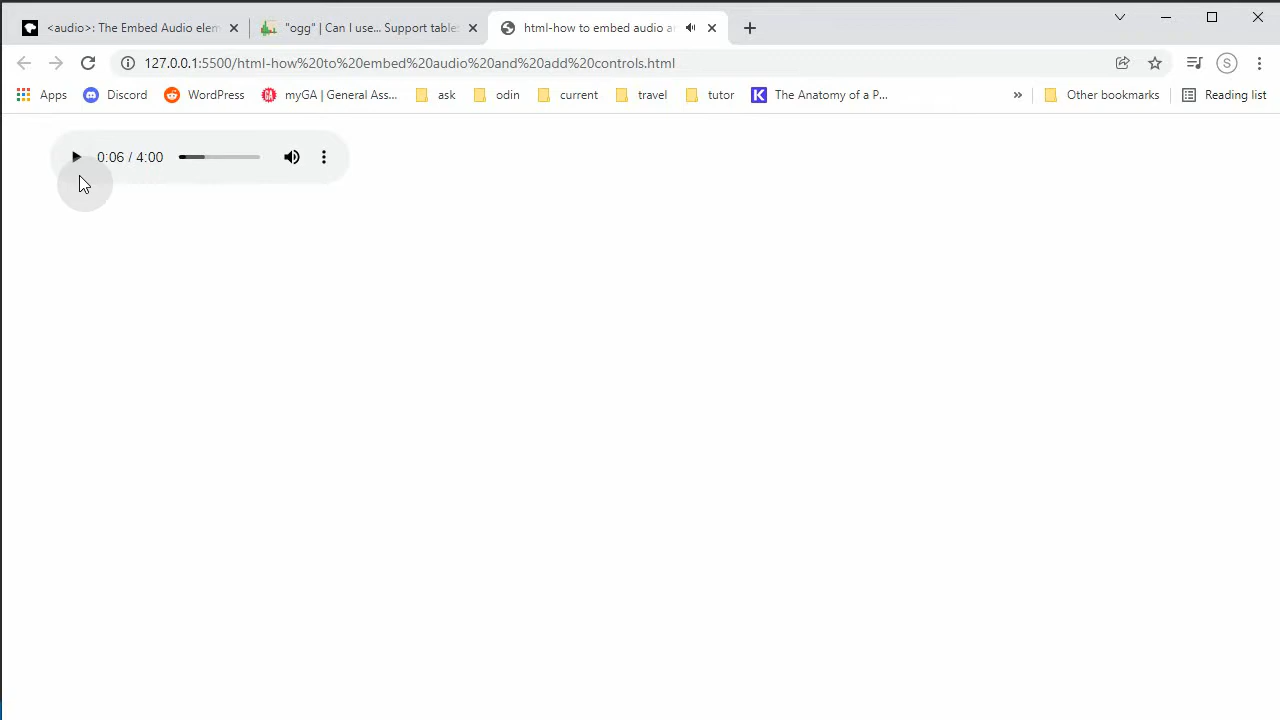 <audio>: The Embed Audio elem
"ogg" | Can I use... Support table
html-how to embed audio a
127.0.0.1:5500/html-how%20to%20embed%20audio%20and%20add%20controls.html
S
Apps Discord WordPress GA myGA | General Ass... ask odin current travel tutor K The Anatomy of a P... » Other bookmarks Reading list
0:06 / 4:00